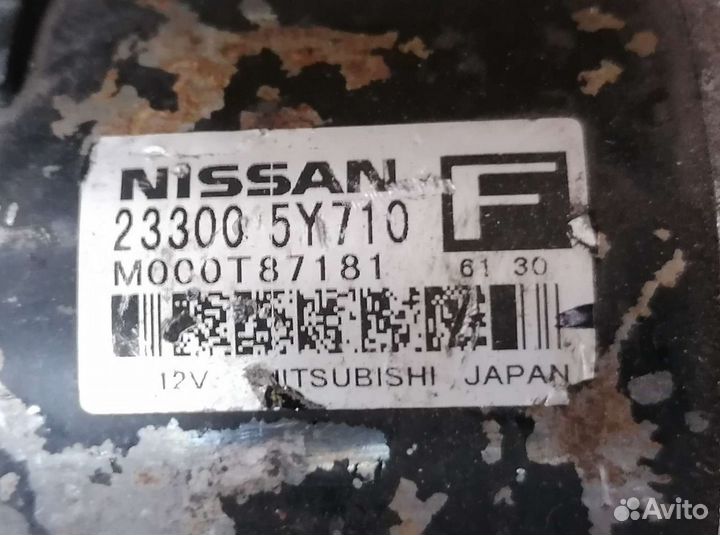 NISSAN
23300 5Y710
F
M000T87181
61 30
12V MITSUBISHI JAPAN
Avito